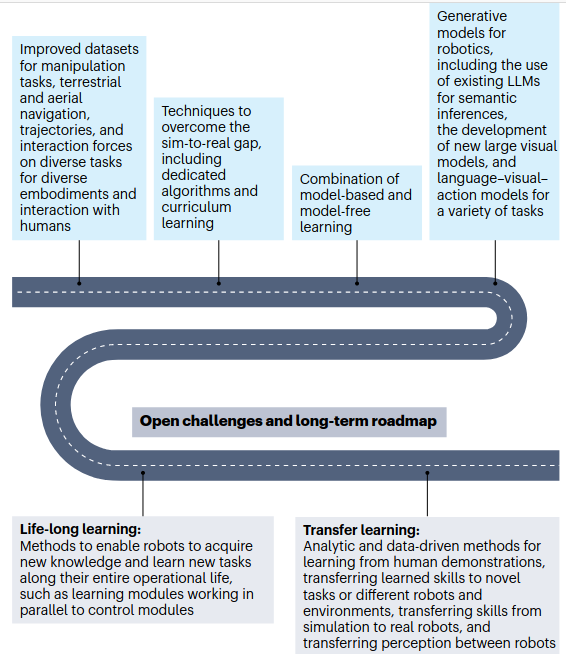 Improved datasets
for manipulation
tasks, terrestrial
and aerial
navigation,
trajectories, and
interaction forces
on diverse tasks
for diverse
embodiments and
interaction with
humans
Techniques to
overcome the
sim-to-real gap,
including
dedicated
algorithms and
curriculum
learning
Combination of
model-based and
model-free
learning
Generative
models for
robotics,
including the use
of existing LLMs
for semantic
inferences,
the development
of new large visual
models, and
language–visual–
action models for
a variety of tasks
Open challenges and long-term roadmap
Life-long learning:
Methods to enable robots to acquire
new knowledge and learn new tasks
along their entire operational life,
such as learning modules working in
parallel to control modules
Transfer learning:
Analytic and data-driven methods for
learning from human demonstrations,
transferring learned skills to novel
tasks or different robots and
environments, transferring skills from
simulation to real robots, and
transferring perception between robots